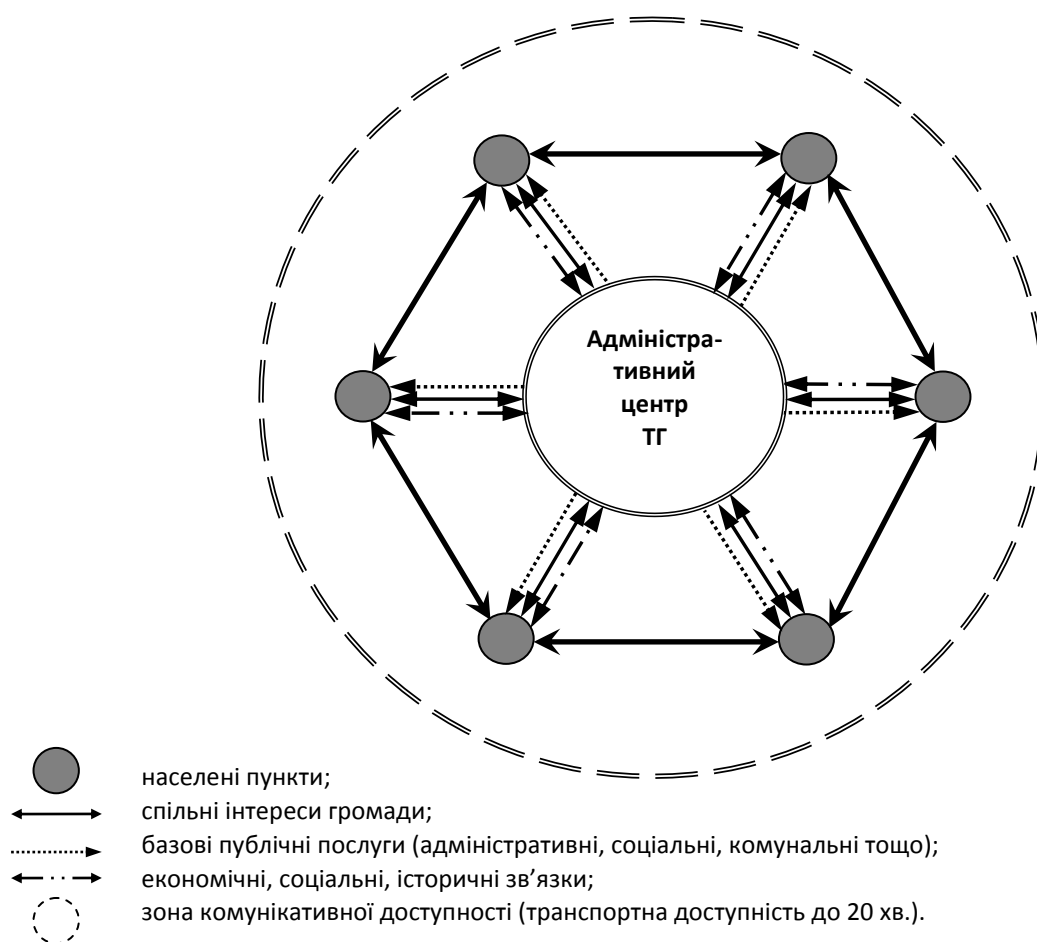 Адміністра-
тивний
центр
ТГ
населені пункти;
спільні інтереси громади;
базові публічні послуги (адміністративні, соціальні, комунальні тощо);
економічні, соціальні, історичні зв’язки;
зона комунікативної доступності (транспортна доступність до 20 хв.).